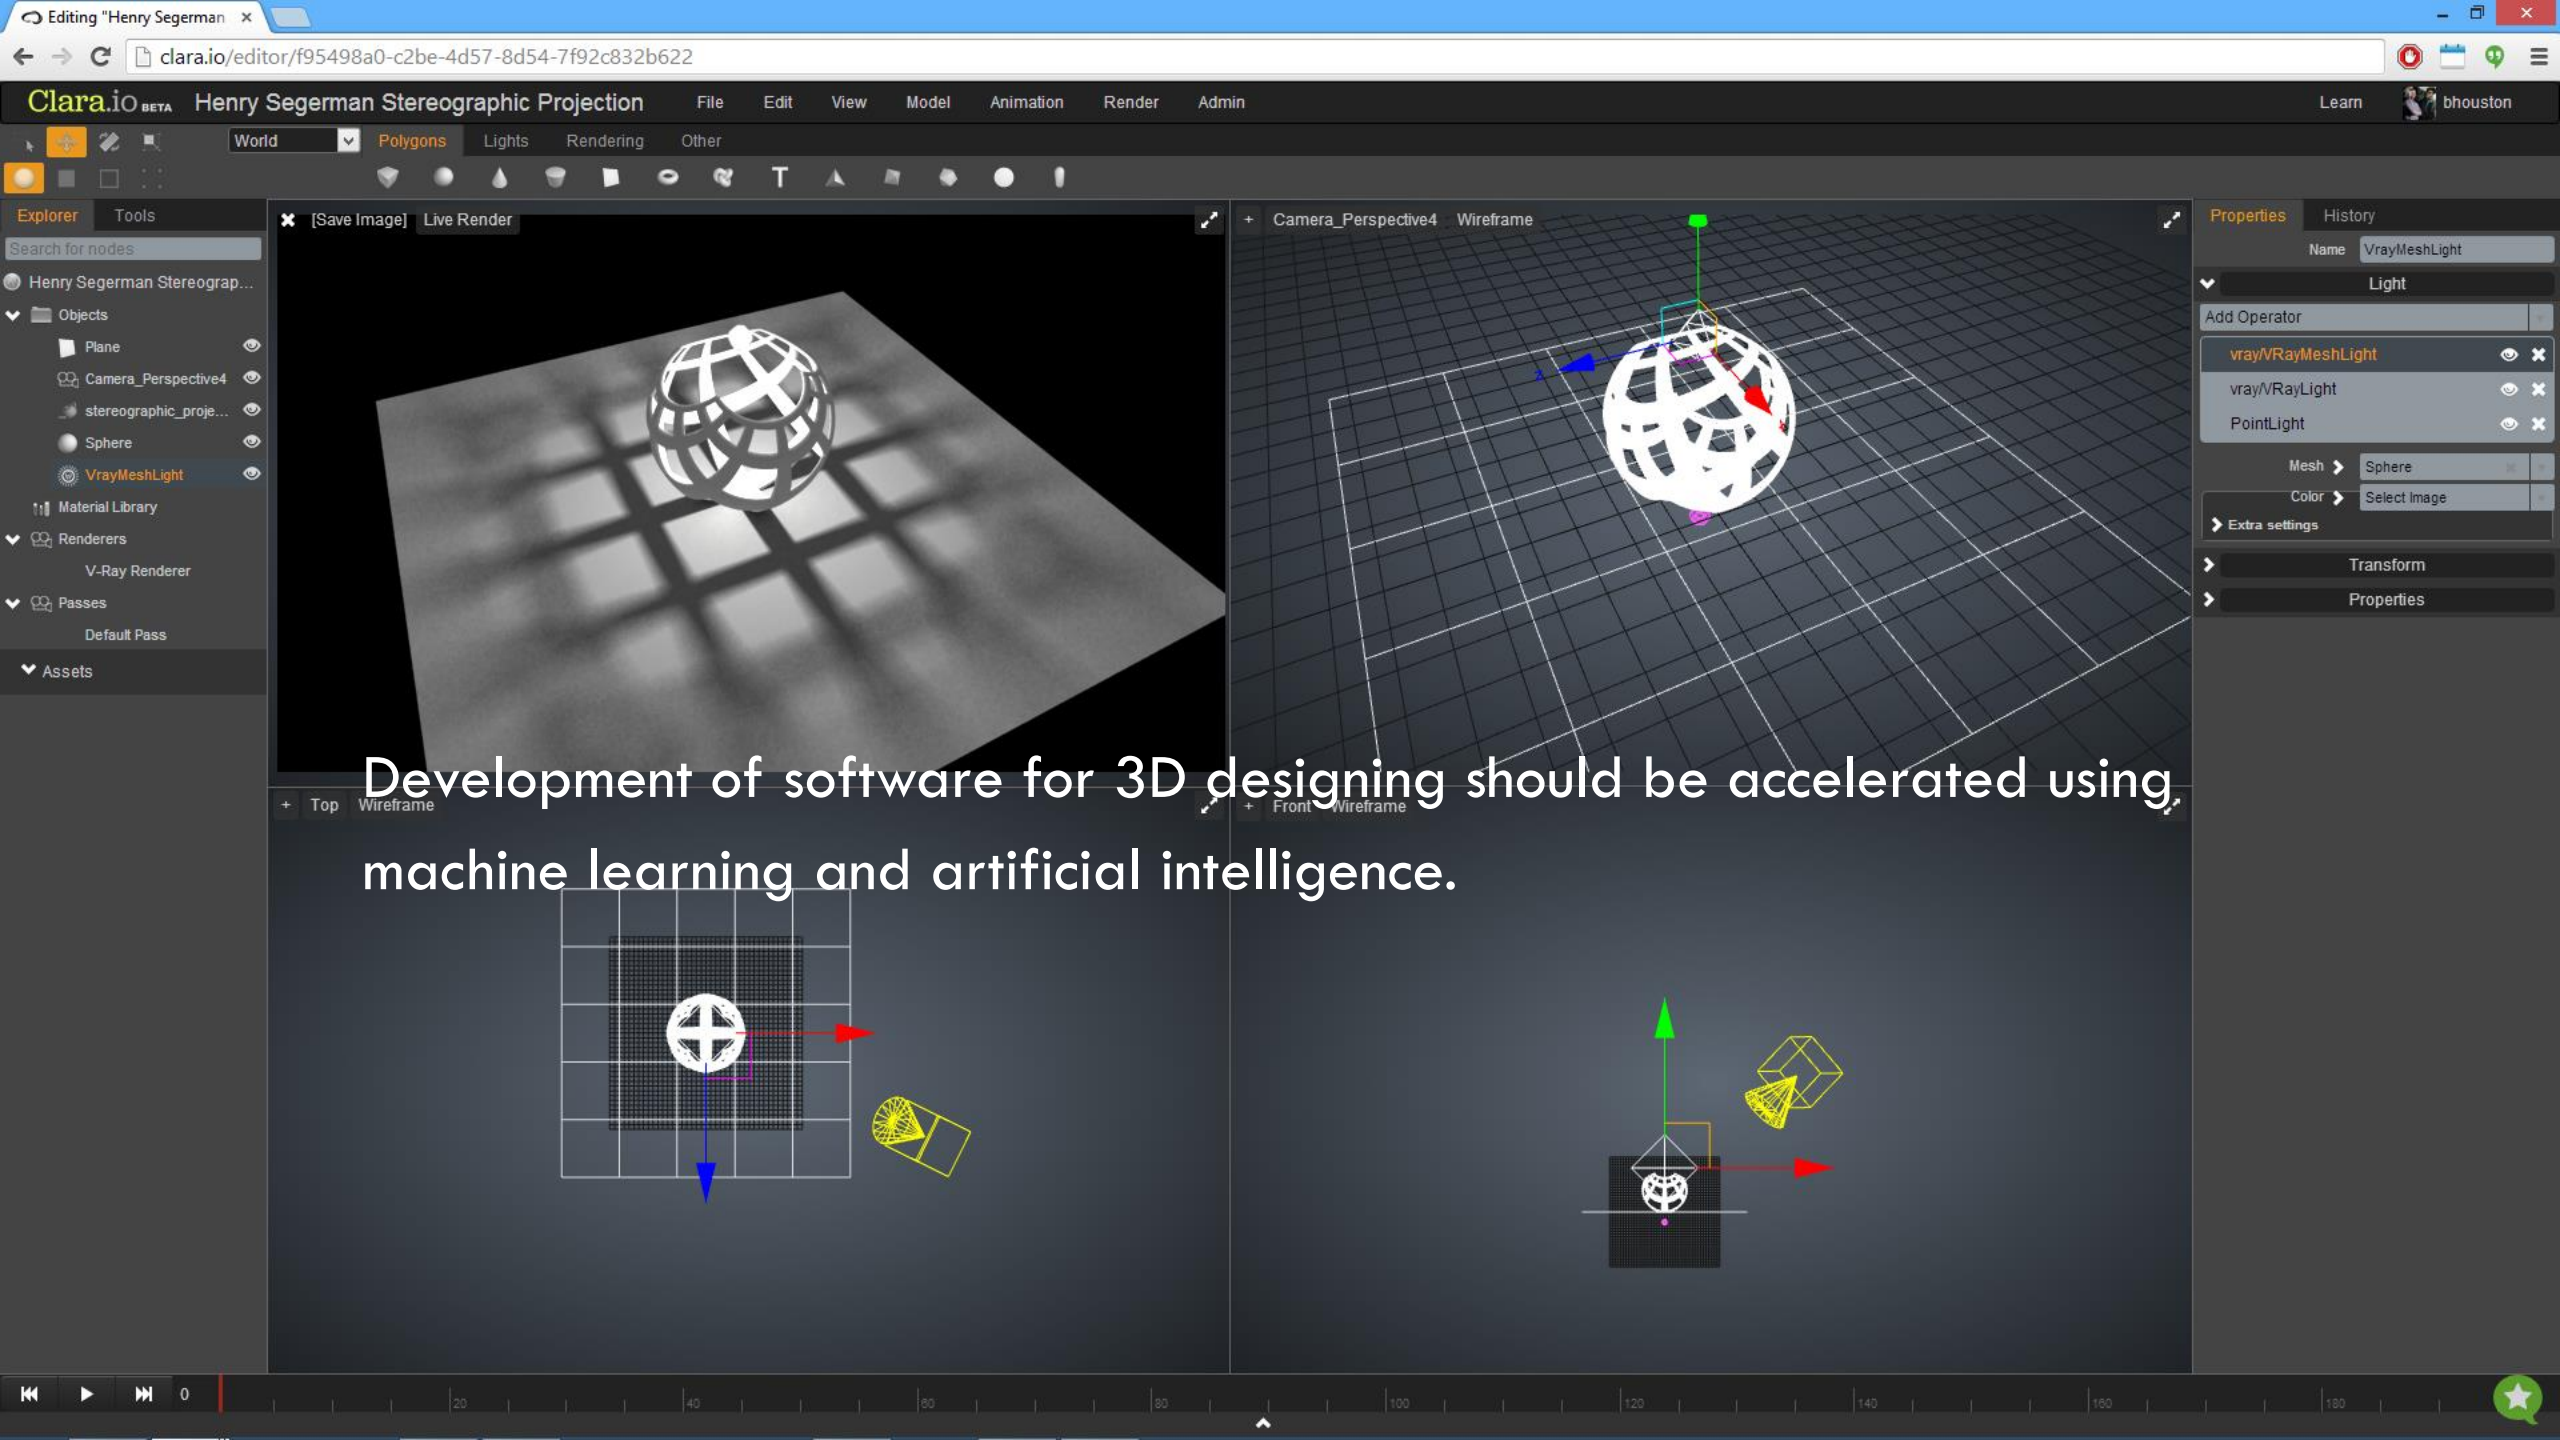 Editing "Henry Segerman
clara.io/editor/f95498a0-c2be-4d57-8d54-7f92c832b622
Clara.io BETA Henry Segerman Stereographic Projection File Edit View Model Animation Render Admin Learn bhouston
World Polygons Lights Rendering Other
T
Explorer Tools
Search for nodes
Henry Segerman Stereograp...
Objects
Plane
Camera_Perspective4
stereographic_proje...
Sphere
VrayMeshLight
Material Library
Renderers
V-Ray Renderer
Passes
Default Pass
Assets
[Save Image] Live Render
+ Camera_Perspective4 Wireframe
z
Properties History
Name VrayMeshLight
Light
Add Operator
vray/VRayMeshLight
vray/VRayLight
PointLight
Mesh Sphere
Color Select Image
Extra settings
Transform
Properties
Development of software for 3D designing should be accelerated using
machine learning and artificial intelligence.
+ Top Wireframe
+ Front Wireframe
0 20 40 60 80 100 120 140 160 180